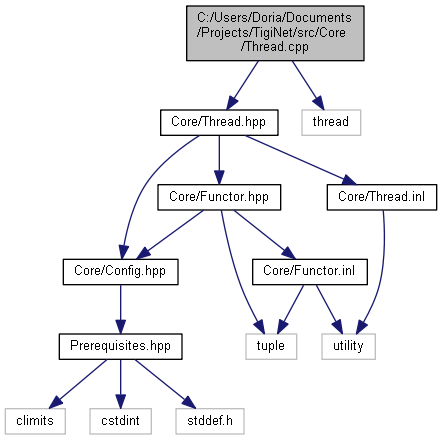 C:/Users/Doria/Documents
/Projects/TigiNet/src/Core
/Thread.cpp
Core/Thread.hpp
thread
Core/Functor.hpp
Core/Thread.inl
Core/Config.hpp
Core/Functor.inl
Prerequisites.hpp
tuple
utility
climits
cstdint
stddef.h